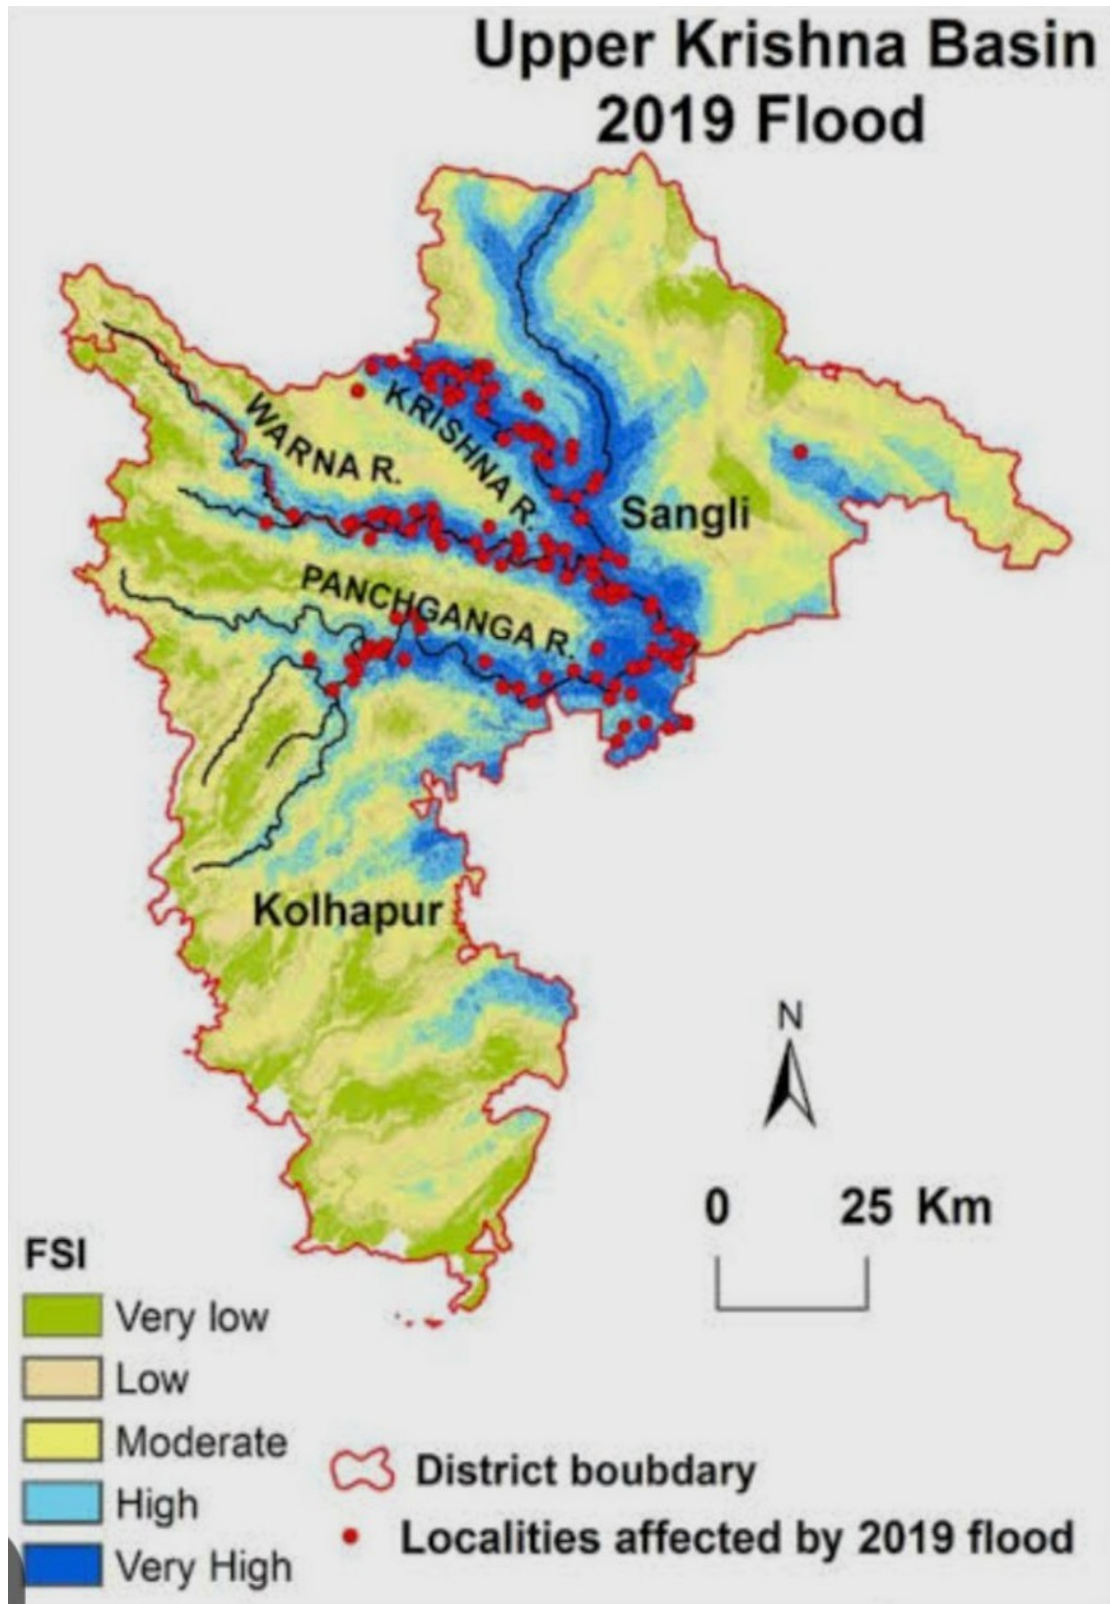 Upper Krishna Basin
2019 Flood
WARNA R.
KRISHNA R.
Sangli
PANCHGANGA R.
Kolhapur
N
0 25 Km
FSI
Very low
Low
Moderate
High
Very High
District boubdary
Localities affected by 2019 flood